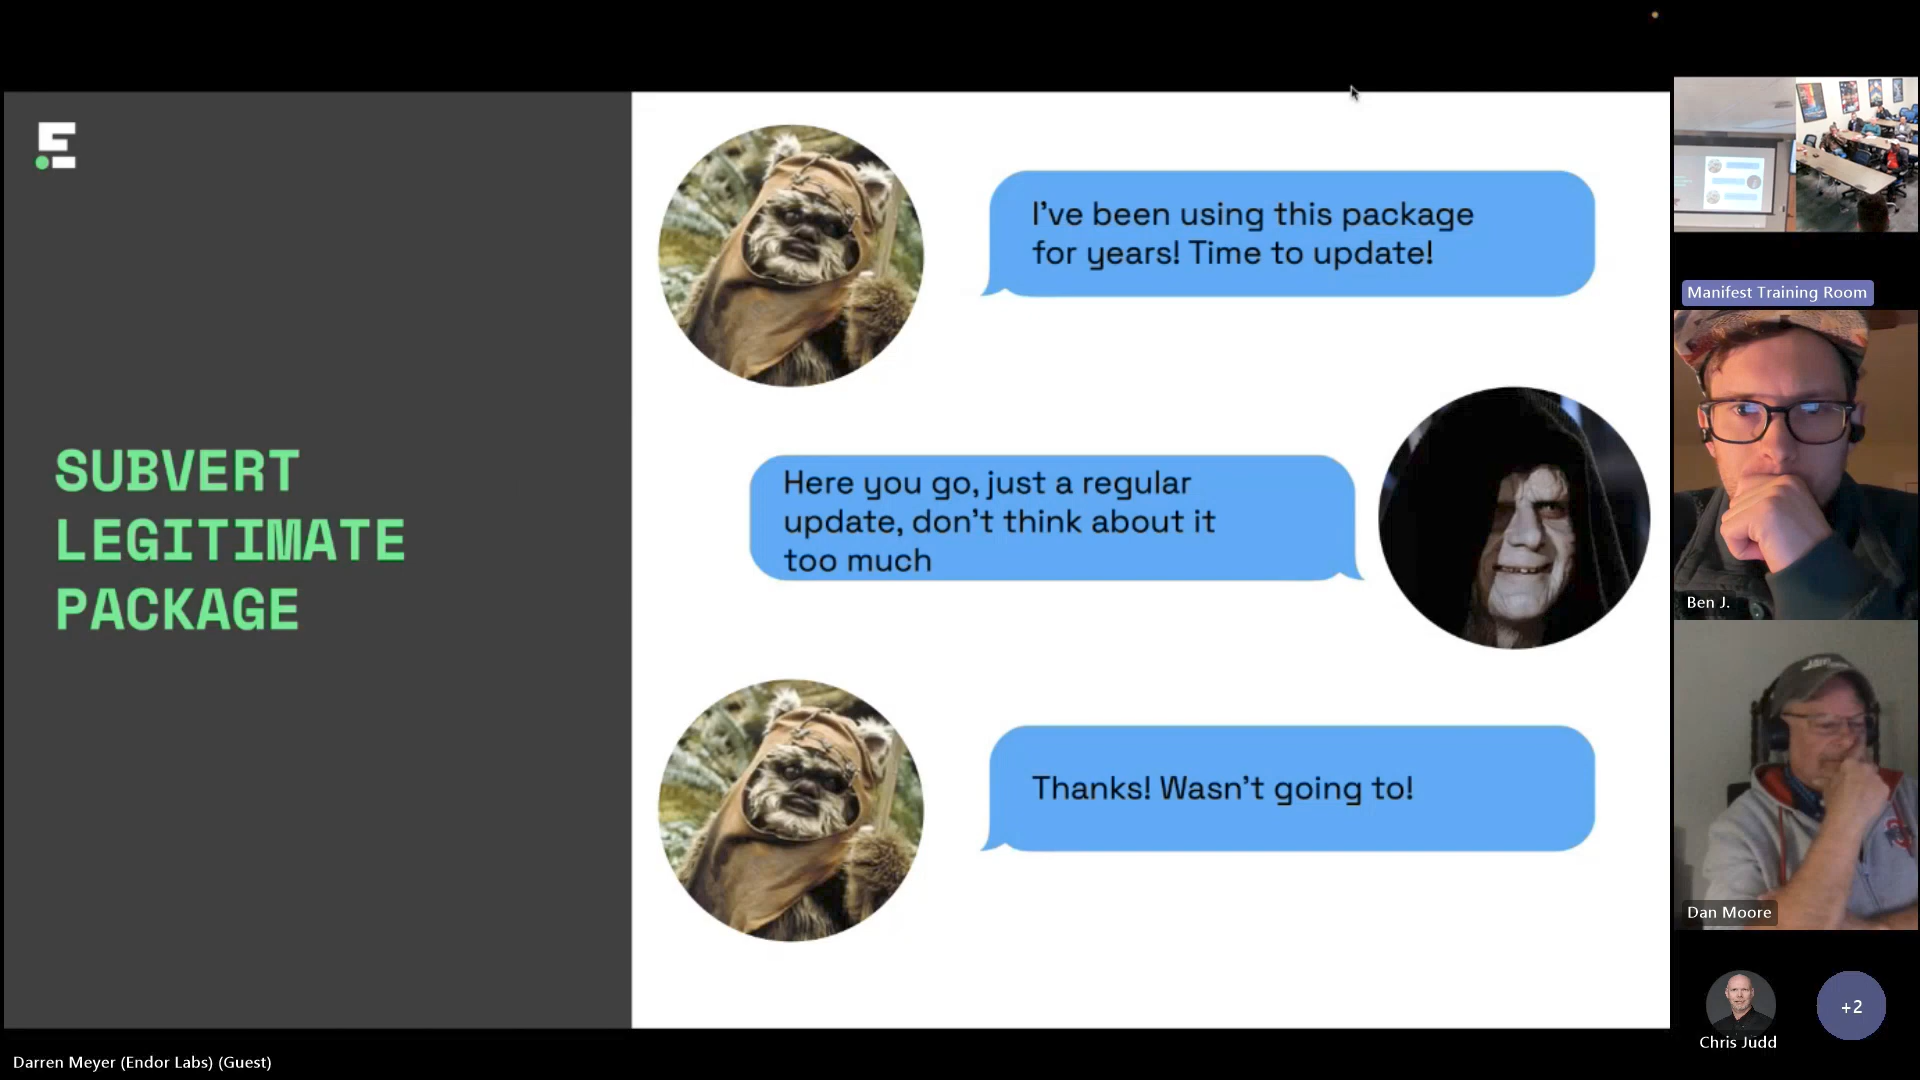 SUBVERT
LEGITIMATE
PACKAGE
I've been using this package
for years! Time to update!
Here you go, just a regular
update, don't think about it
too much
Thanks! Wasn't going to!
Manifest Training Room
Ben J.
Dan Moore
Chris Judd
+2
Darren Meyer (Endor Labs) (Guest)